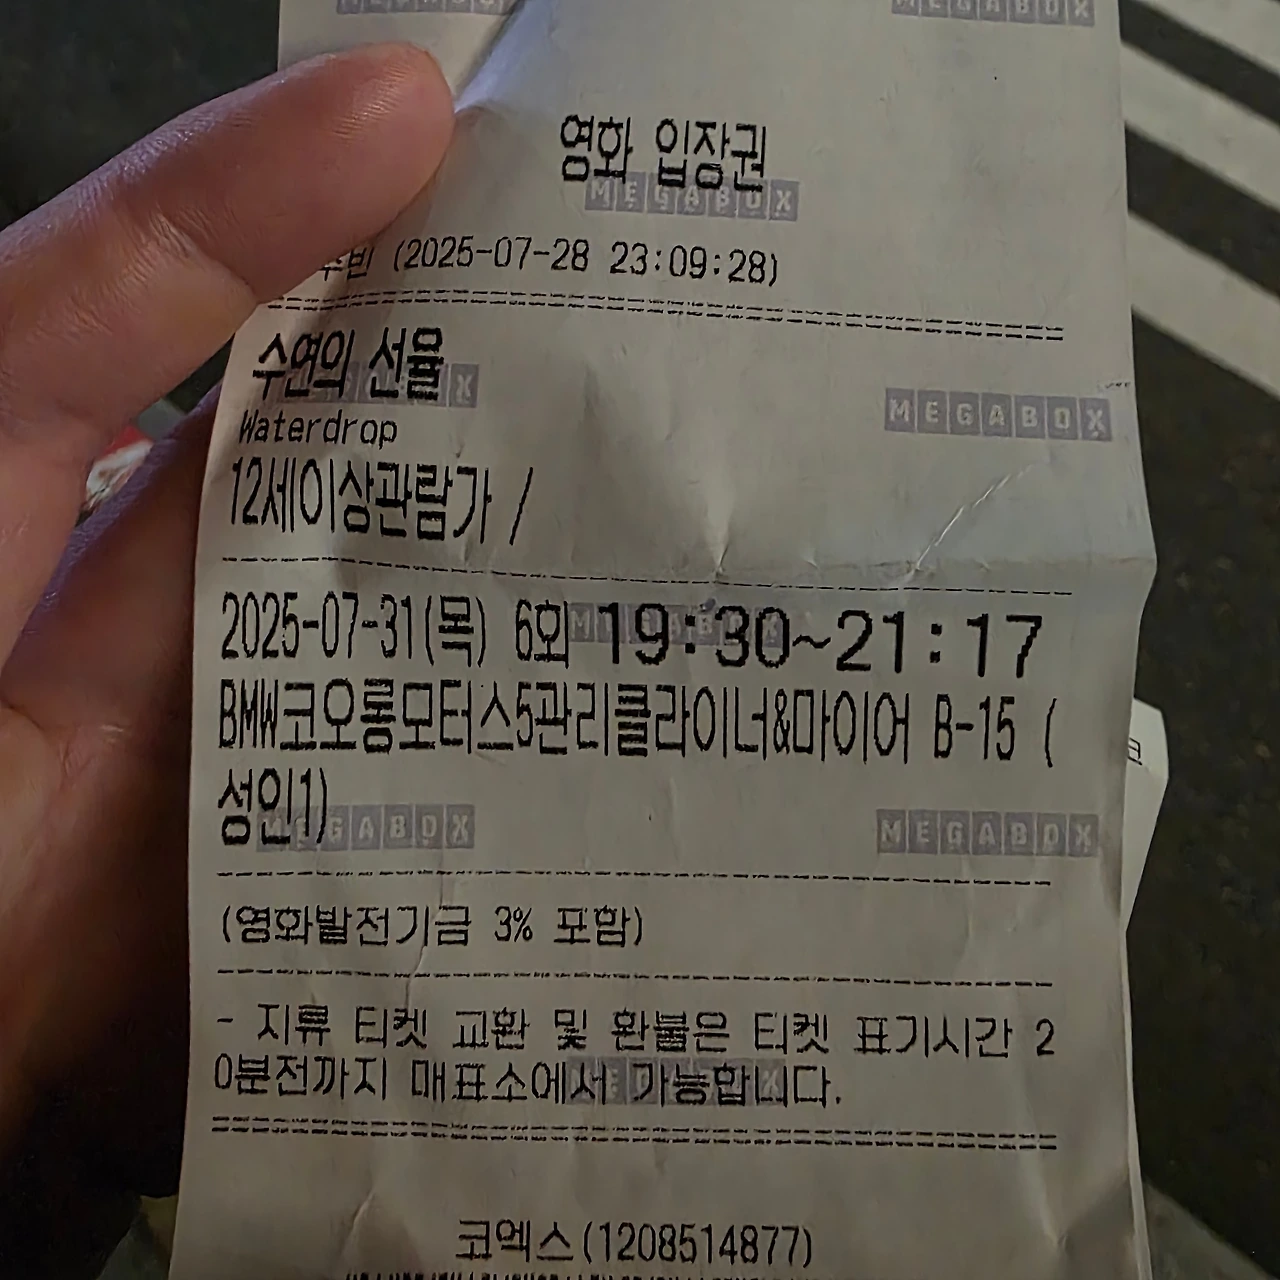 MEGABOX
영화 입장권
MEGABOX
(2025-07-28 23:09:28)
수연의 선율
MEGABOX
Waterdrop
12세이상관람가 /
2025-07-31(목) 6회 19:30~21:17
BMW코오롱모터스5관리클라이너&마이어 B-15 (
성인1)
MEGABOX
(영화발전기금 3% 포함)
- 지류 티켓 교환 및 환불은 티켓 표기시간 2
0분전까지 매표소에서 가능합니다.
코엑스(1208514877)